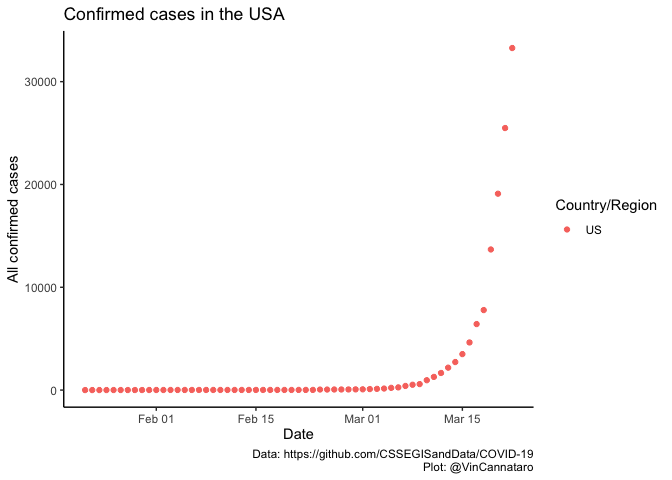 Confirmed cases in the USA
30000
20000
10000
0
All confirmed cases
Feb 01
Feb 15
Mar 01
Mar 15
Date
Country/Region
US
Data: https://github.com/CSSEGISandData/COVID-19
Plot: @VinCannataro